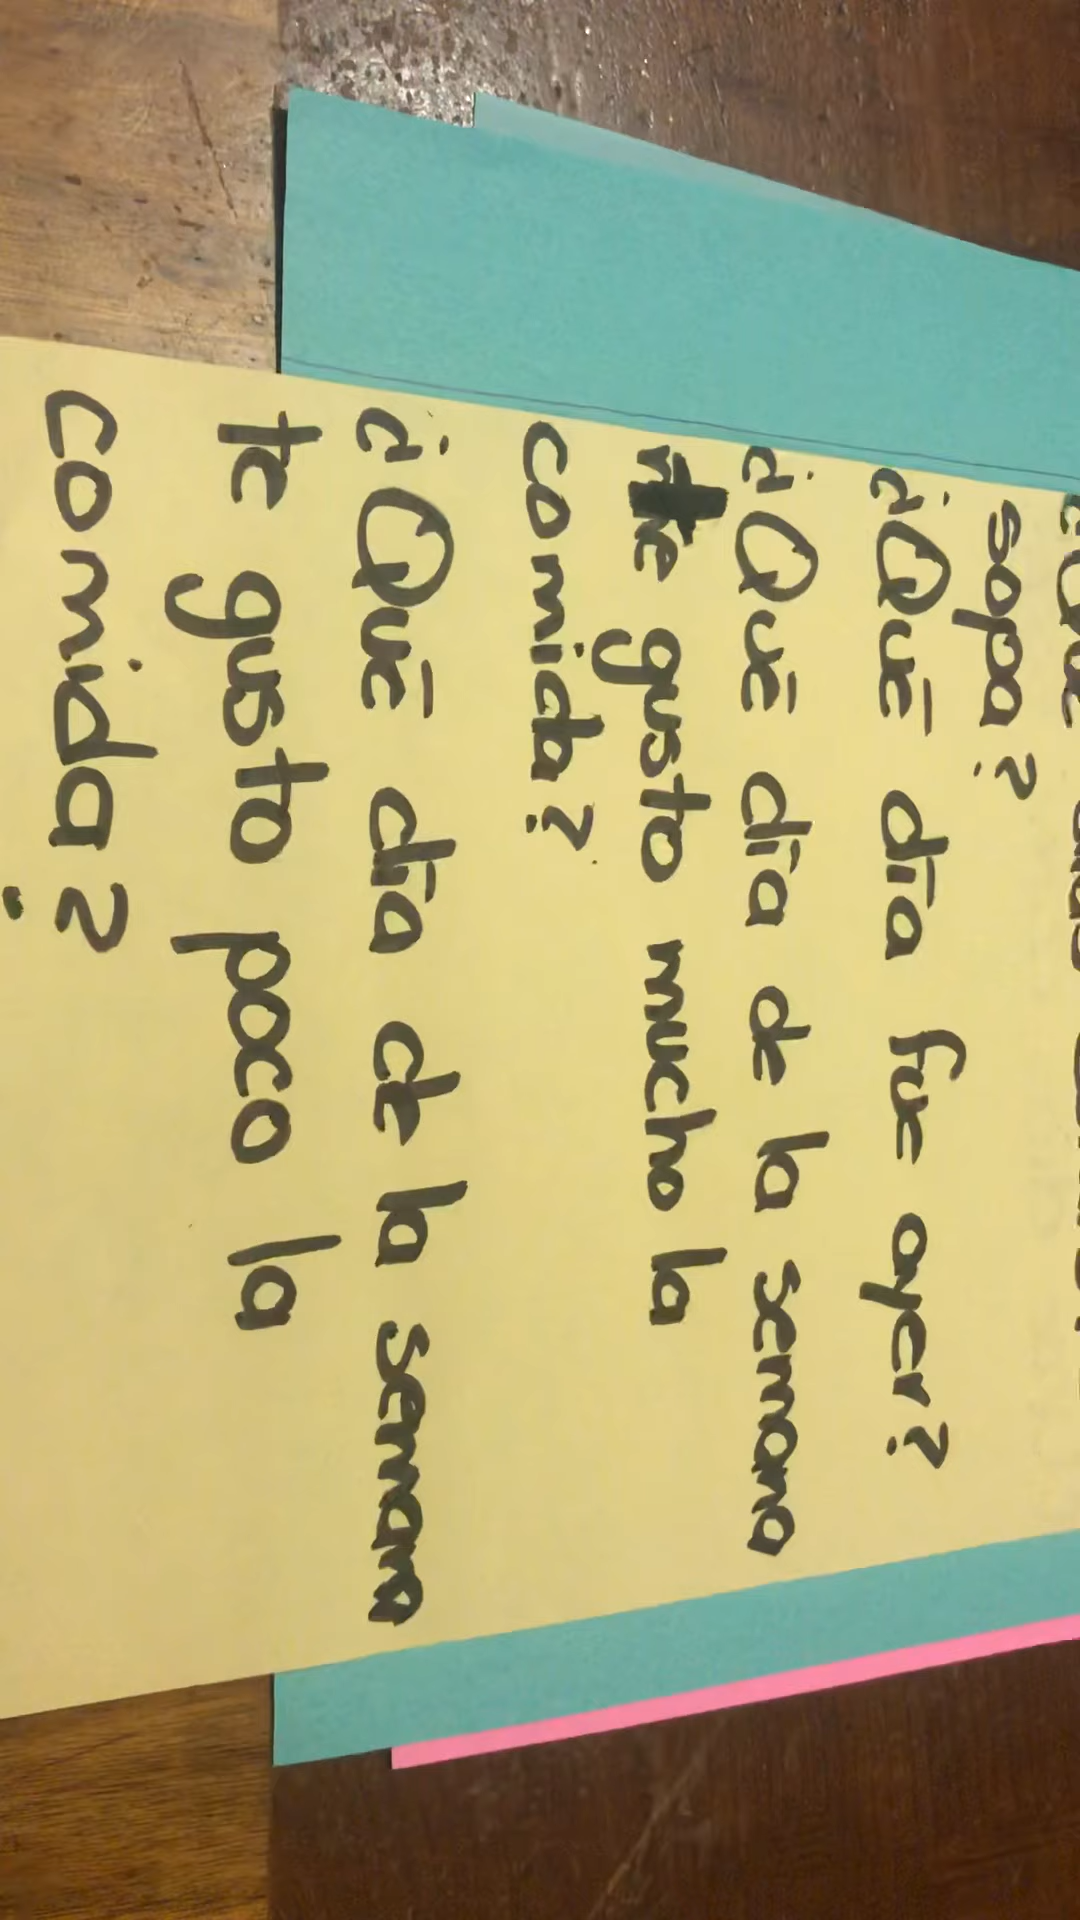 sopa?
¿Qué día fue ayer?
¿Qué día de la semana
te gusto mucho la
comida?
¿Qué día de la semana
te gusto poco la
comida?